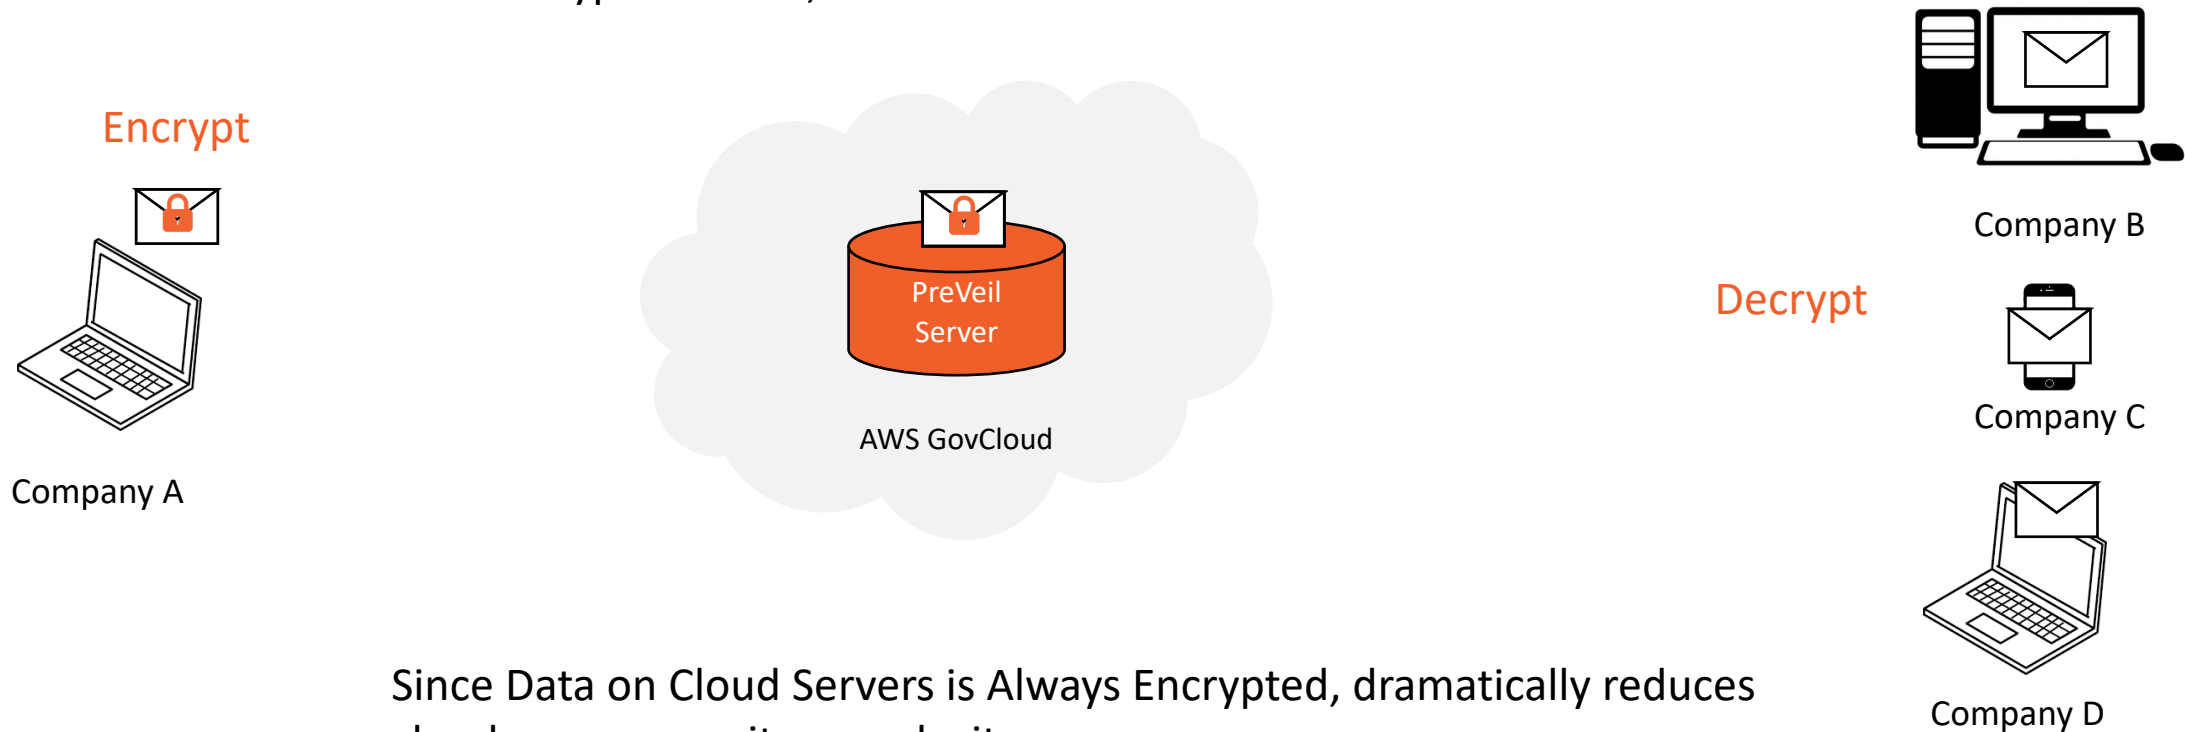 Encrypt
Company A
PreVeil
Server
AWS GovCloud
Decrypt
Company B
Company C
Company D
Since Data on Cloud Servers is Always Encrypted, dramatically reduces